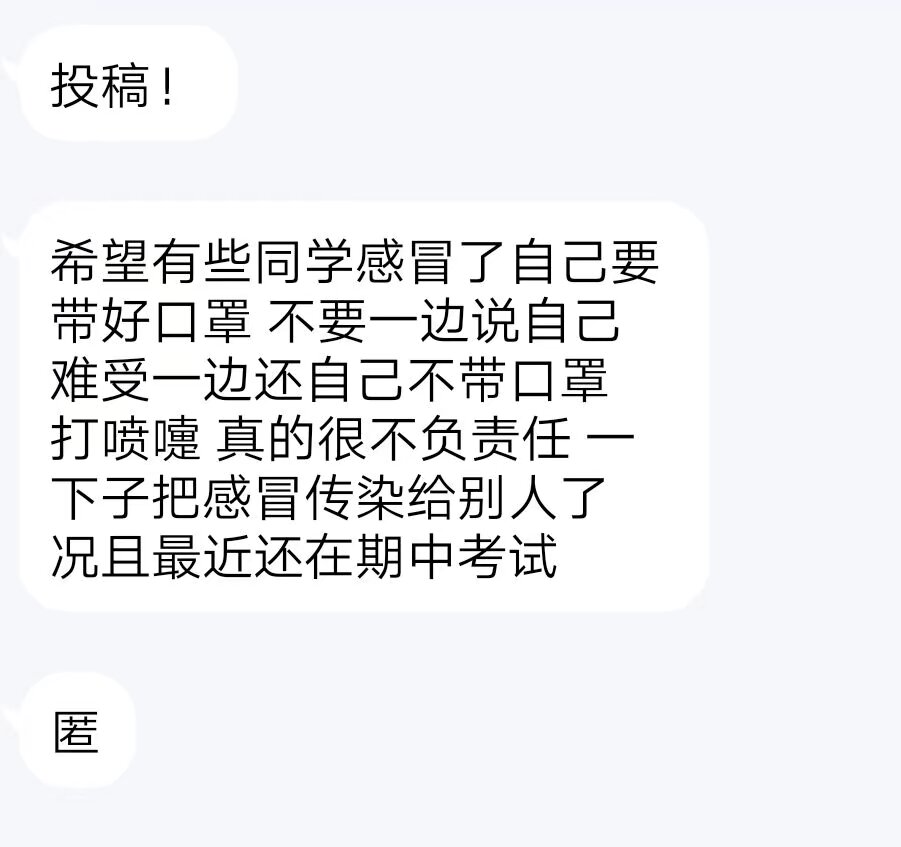 投稿！
希望有些同学感冒了自己要
带好口罩 不要一边说自己
难受一边还自己不带口罩
打喷嚏 真的很不负责任 一
下子把感冒传染给别人了
况且最近还在期中考试
匿